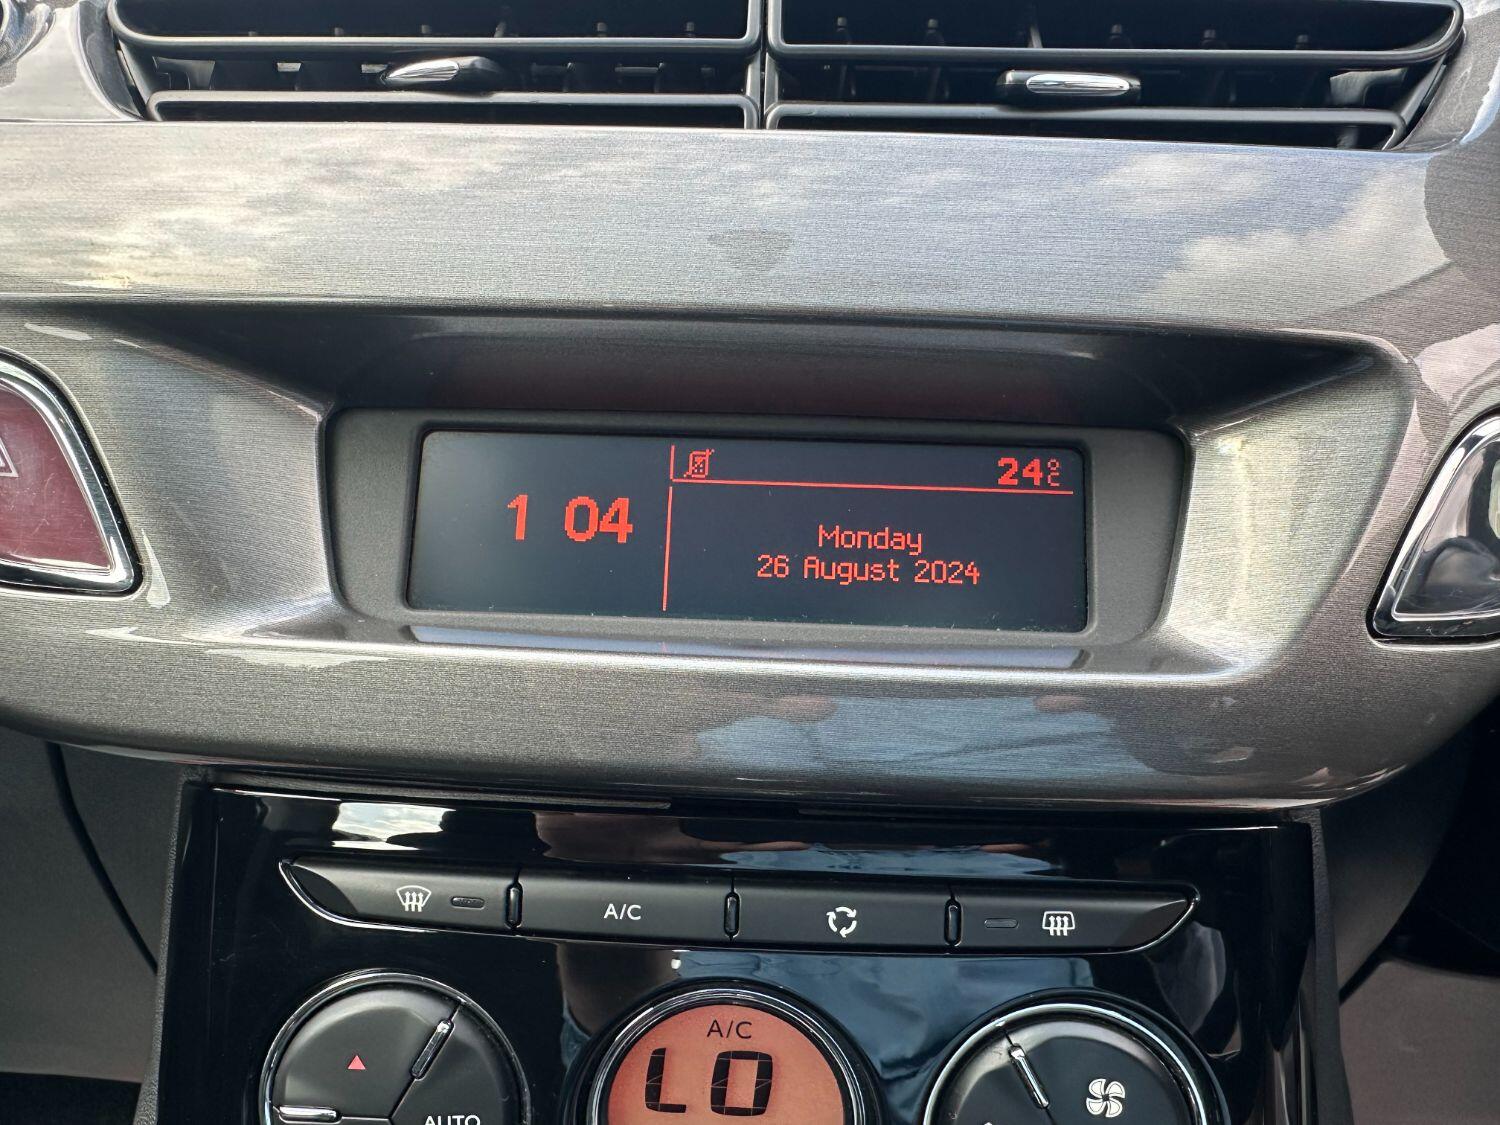 24°C
1 04
Monday
26 August 2024
A/C
A/C
LO
AUTO